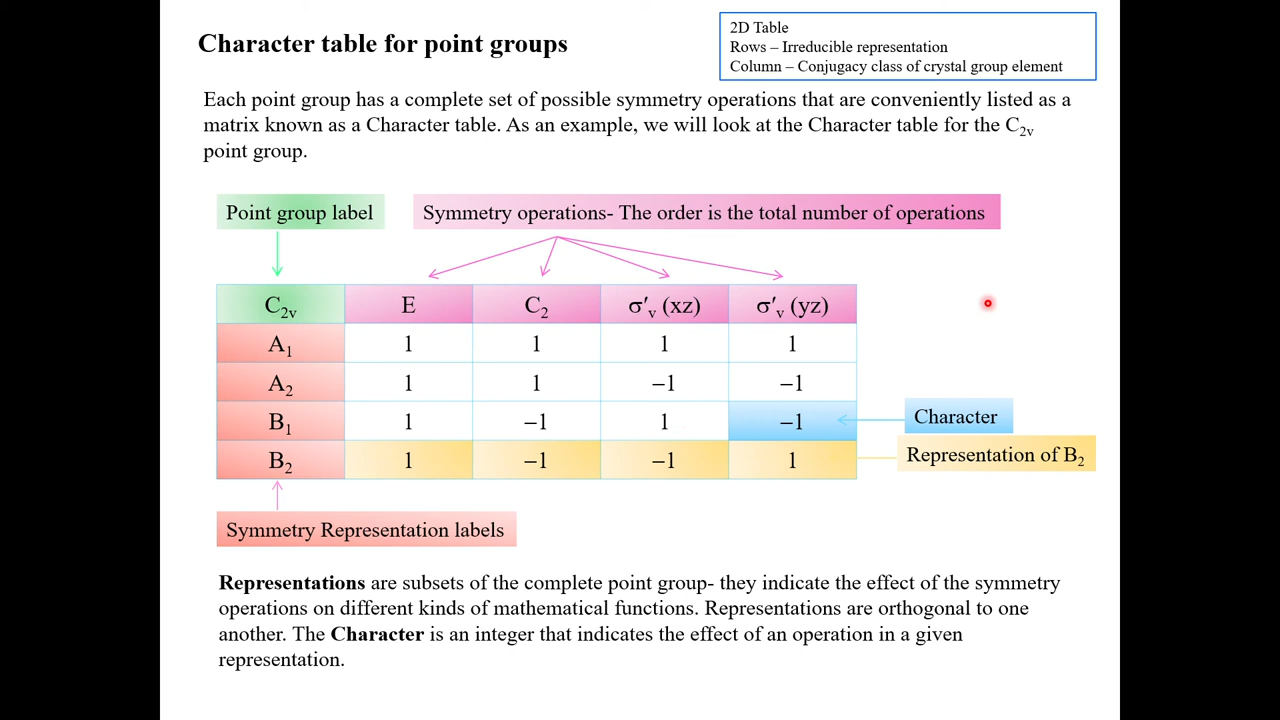 Character table for point groups
2D Table
Rows – Irreducible representation
Column – Conjugacy class of crystal group element
Each point group has a complete set of possible symmetry operations that are conveniently listed as a
matrix known as a Character table. As an example, we will look at the Character table for the C₂ᵥ
point group.
Point group label
Symmetry operations- The order is the total number of operations
C₂ᵥ E C₂ σ′ᵥ (xz) σ′ᵥ (yz)
A₁ 1 1 1 1
A₂ 1 1 −1 −1
B₁ 1 −1 1 −1
Character
B₂ 1 −1 −1 1
Representation of B₂
Symmetry Representation labels
Representations are subsets of the complete point group- they indicate the effect of the symmetry
operations on different kinds of mathematical functions. Representations are orthogonal to one
another. The Character is an integer that indicates the effect of an operation in a given
representation.